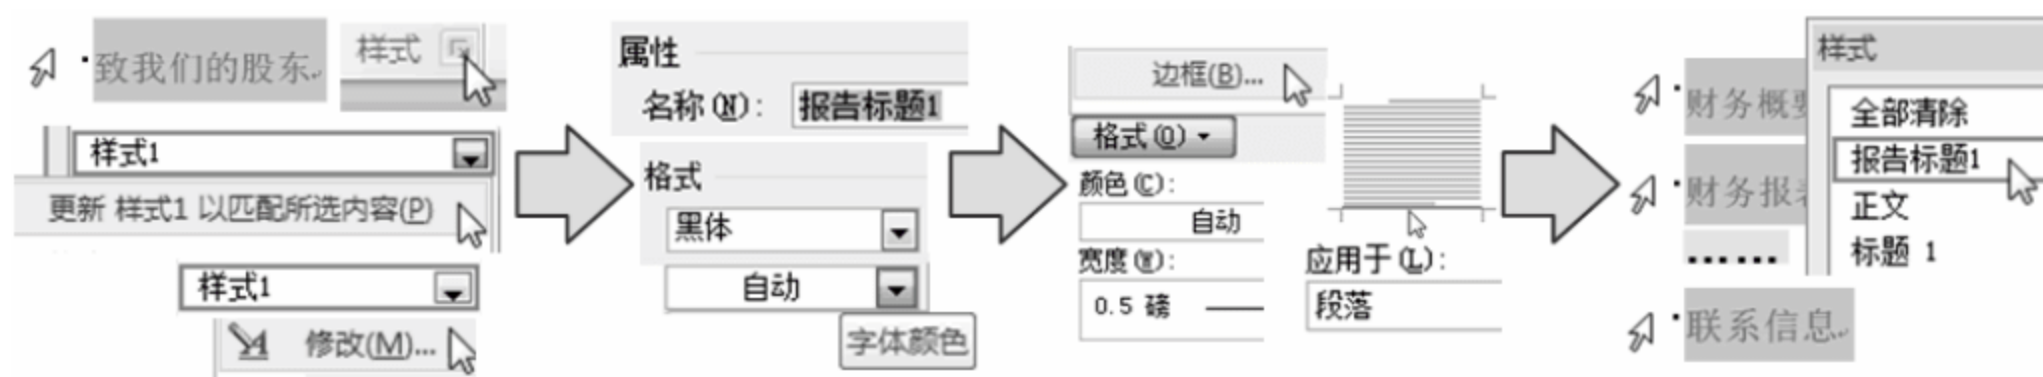 致我们的股东
样式
样式1
更新 样式1 以匹配所选内容(P)
样式1
修改(M)...
属性
名称(N):
报告标题1
格式
黑体
自动
字体颜色
边框(B)...
格式(O)
颜色(C):
自动
宽度(W):
0.5 磅
应用于(L):
段落
财务概要
财务报
......
联系信息
样式
全部清除
报告标题1
正文
标题 1